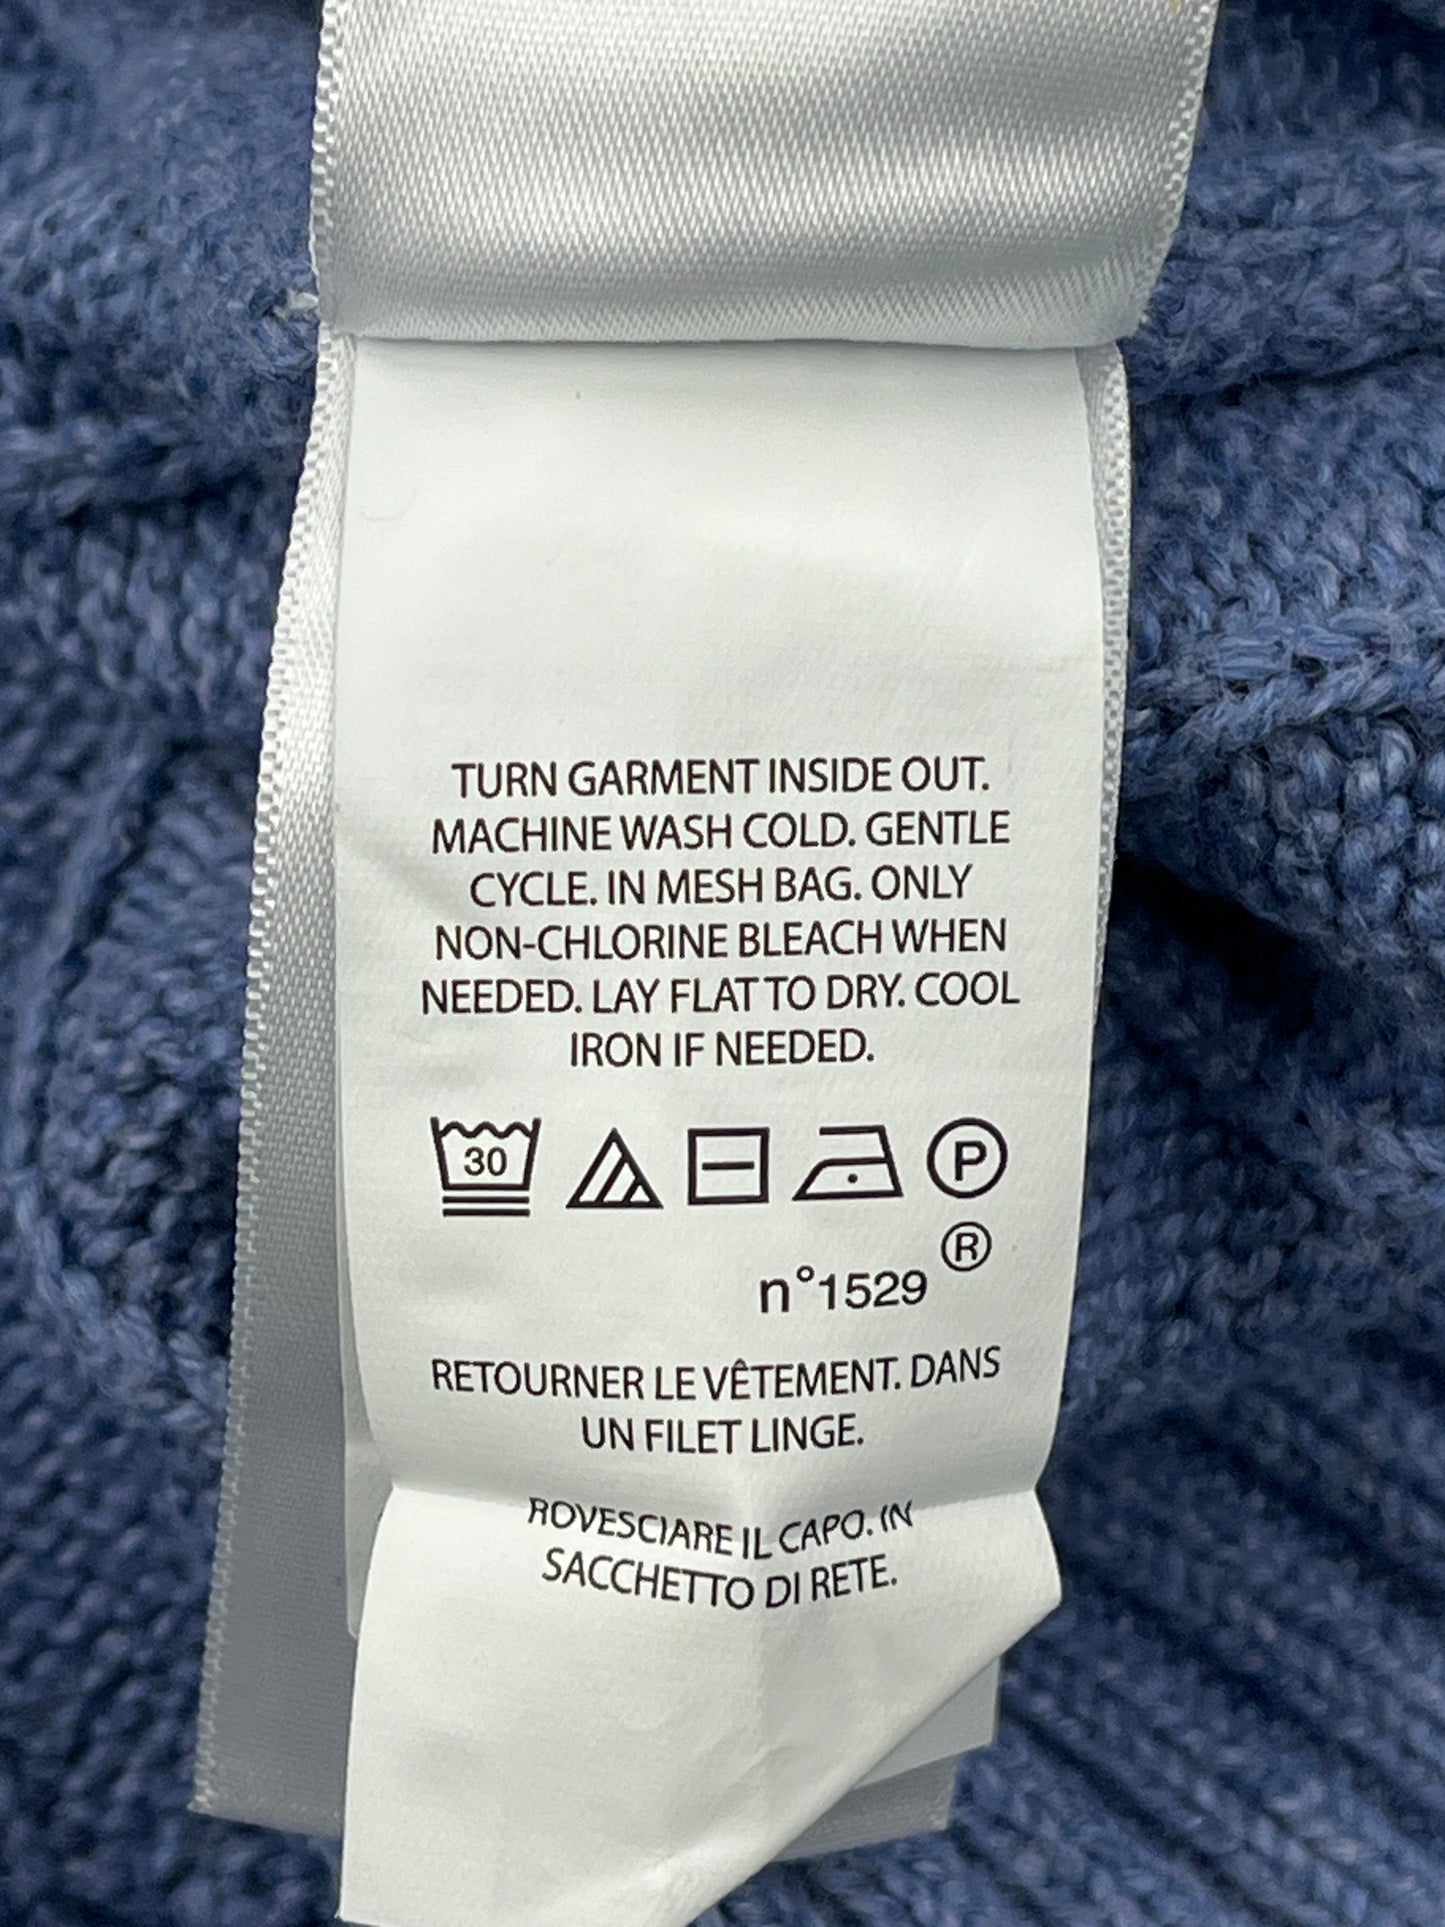 TURN GARMENT INSIDE OUT.
MACHINE WASH COLD. GENTLE
CYCLE. IN MESH BAG. ONLY
NON-CHLORINE BLEACH WHEN
NEEDED. LAY FLAT TO DRY. COOL
IRON IF NEEDED.
30 P
®
n°1529
RETOURNER LE VÊTEMENT. DANS
UN FILET LINGE.
ROVESCIARE IL CAPO. IN
SACCHETTO DI RETE.